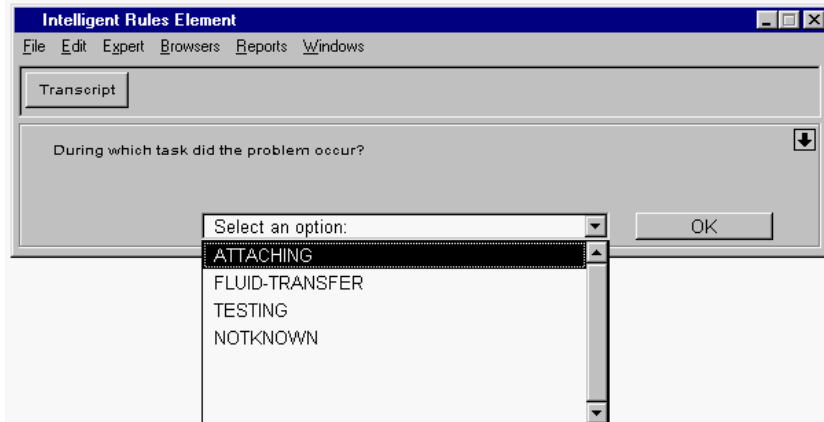 Intelligent Rules Element
File Edit Expert Browsers Reports Windows
Transcript
During which task did the problem occur?
Select an option:
OK
ATTACHING
FLUID-TRANSFER
TESTING
NOTKNOWN